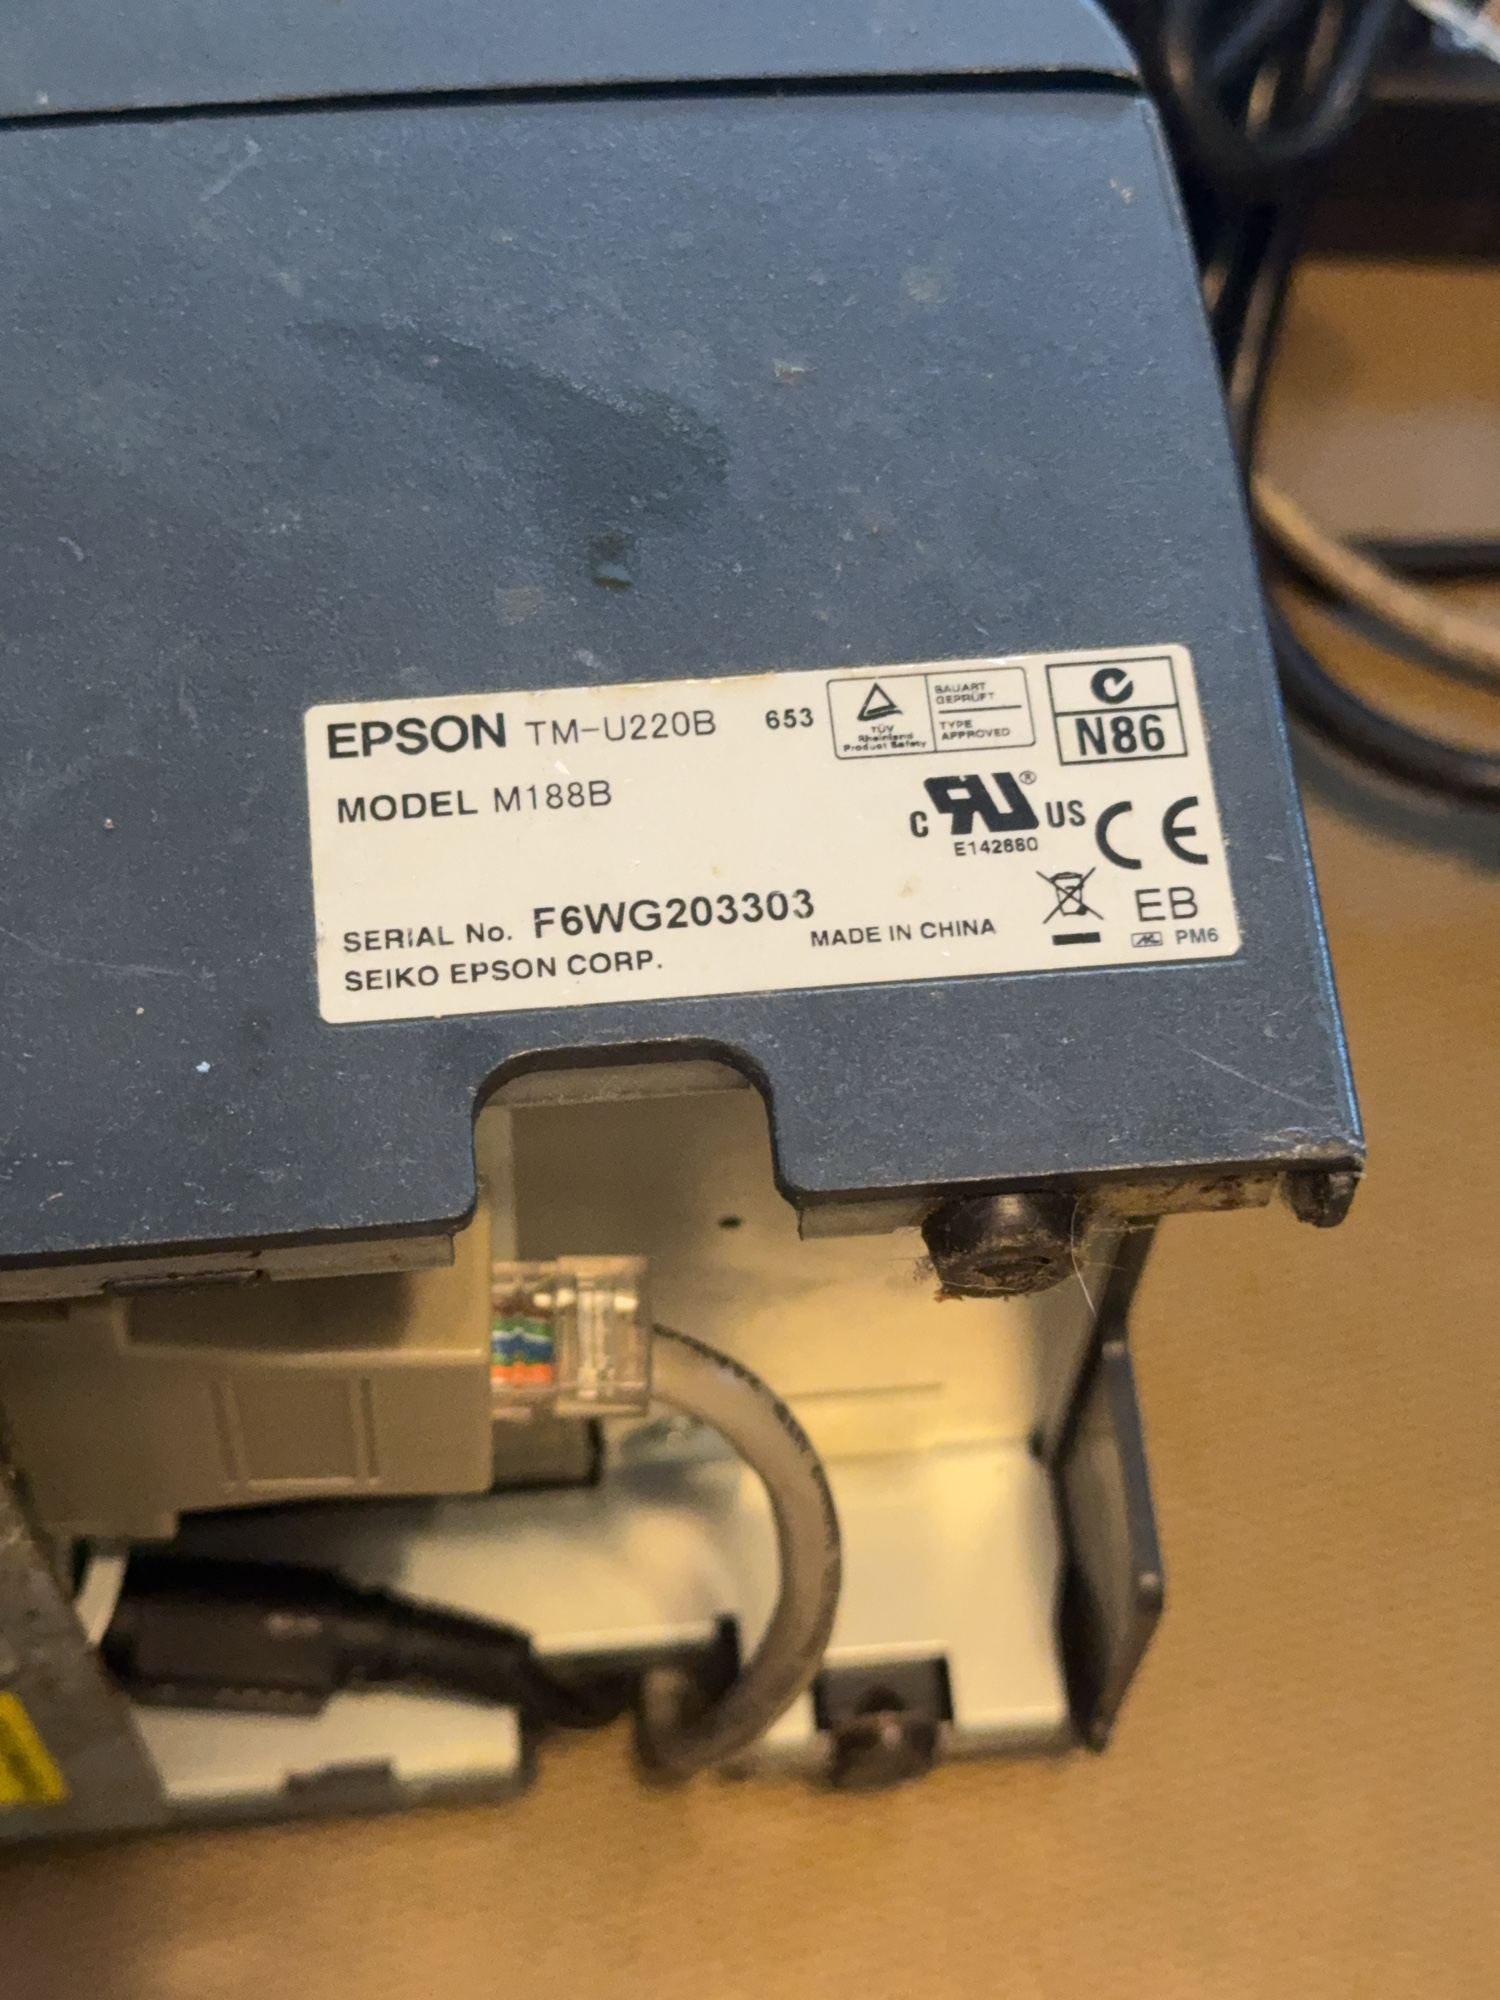 EPSON TM-U220B 653
TÜV
Rheinland
Product Safety
BAUART
GEPRÜFT
TYPE
APPROVED
N86
MODEL M188B
C RU ® US
E142680
CE
SERIAL No. F6WG203303
MADE IN CHINA
EB
PM6
SEIKO EPSON CORP.